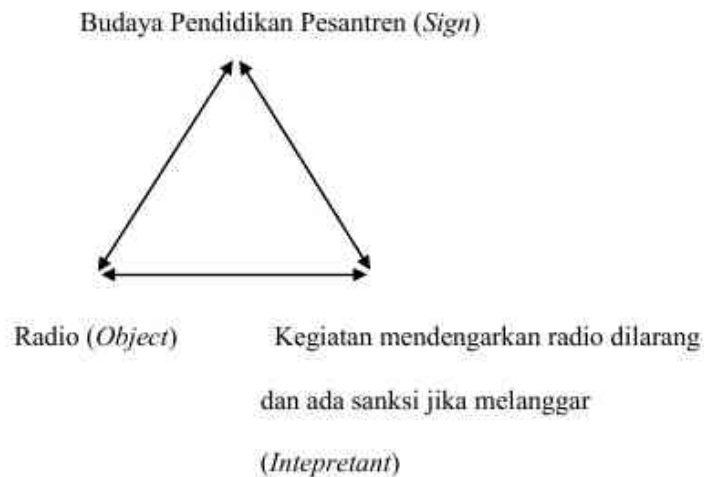 Budaya Pendidikan Pesantren (Sign)
Radio (Object)
Kegiatan mendengarkan radio dilarang
dan ada sanksi jika melanggar
(Intepretant)